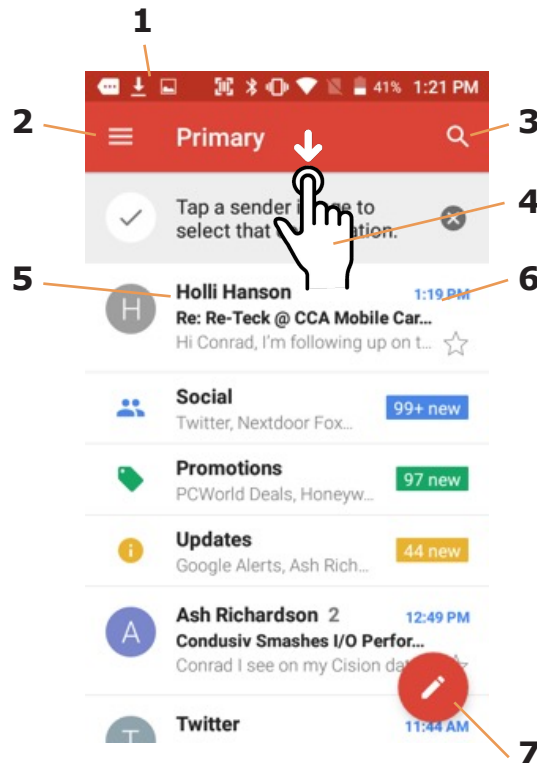 1
41% 1:21 PM
2 Primary 3
Tap a sender i ge to
select that ation.
4
5 Holli Hanson 1:19 PM 6
Re: Re-Teck @ CCA Mobile Car...
Hi Conrad, I'm following up on t...
H
Social
Twitter, Nextdoor Fox...
99+ new
Promotions
PCWorld Deals, Honeyw...
97 new
Updates
Google Alerts, Ash Rich...
44 new
A
Ash Richardson 2 12:49 PM
Condusiv Smashes I/O Perfor...
Conrad I see on my Cision da
T
Twitter 11:44 AM
7